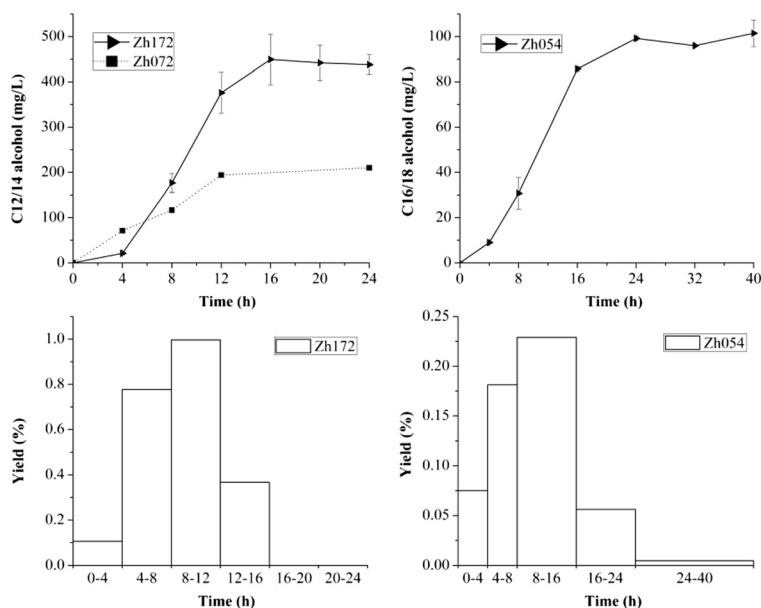 C12/14 alcohol (mg/L)
500
400
300
200
100
0
Zh172
Zh072
0 4 8 12 16 20 24
Time (h)
C16/18 alcohol (mg/L)
100
80
60
40
20
0
Zh054
0 8 16 24 32 40
Time (h)
Yield (%)
1.0
0.8
0.6
0.4
0.2
0.0
Zh172
0-4 4-8 8-12 12-16 16-20 20-24
Time (h)
Yield (%)
0.25
0.20
0.15
0.10
0.05
0.00
Zh054
0-4 4-8 8-16 16-24 24-40
Time (h)